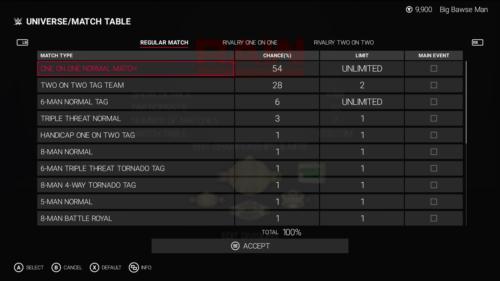 9,900 Big Bawse Man
UNIVERSE/MATCH TABLE
REGULAR MATCH RIVALRY ONE ON ONE RIVALRY TWO ON TWO
MATCH TYPE CHANCE(%) LIMIT MAIN EVENT
ONE ON ONE NORMAL MATCH 54 UNLIMITED
TWO ON TWO TAG TEAM 28 2
6-MAN NORMAL TAG 6 UNLIMITED
TRIPLE THREAT NORMAL 3 1
HANDICAP ONE ON TWO TAG 1 1
8-MAN NORMAL 1 1
6-MAN TRIPLE THREAT TORNADO TAG 1 1
8-MAN 4-WAY TORNADO TAG 1 1
5-MAN NORMAL 1 1
8-MAN BATTLE ROYAL 1 1
TOTAL 100%
ACCEPT
A SELECT B CANCEL X DEFAULT INFO